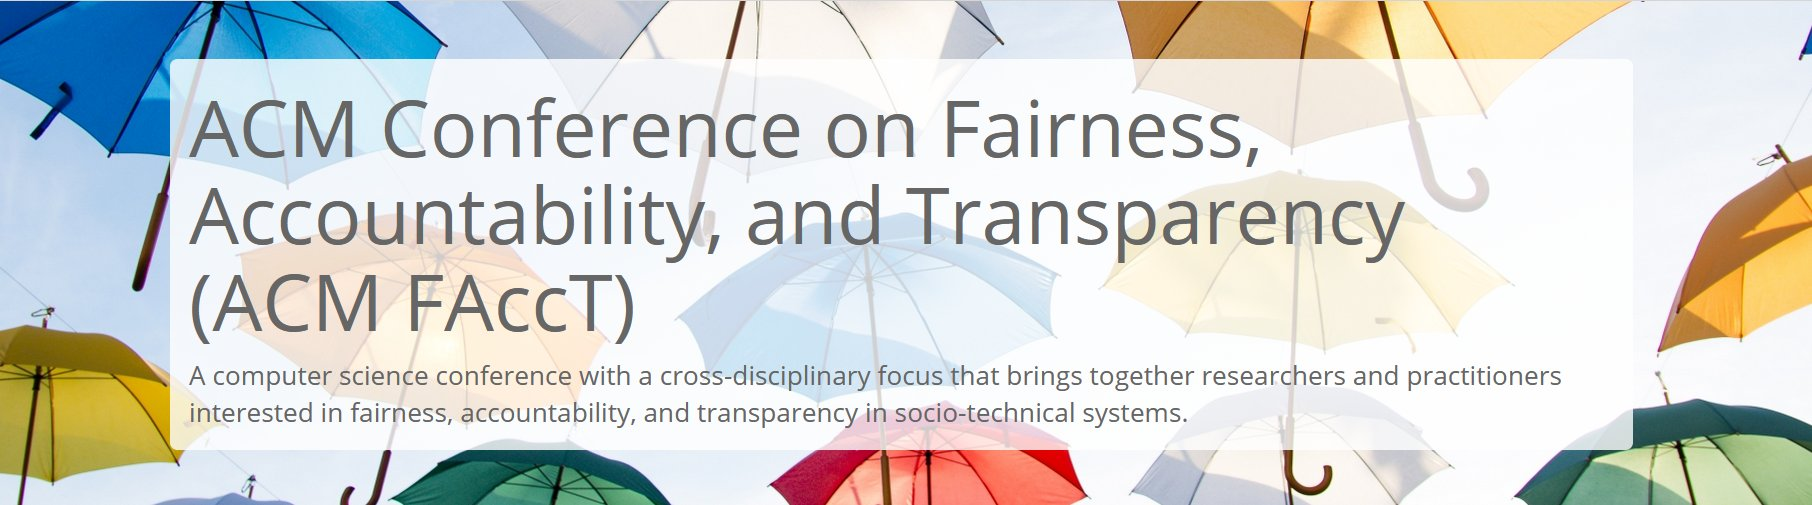 ACM Conference on Fairness,
Accountability, and Transparency
(ACM FAccT)
A computer science conference with a cross-disciplinary focus that brings together researchers and practitioners
interested in fairness, accountability, and transparency in socio-technical systems.